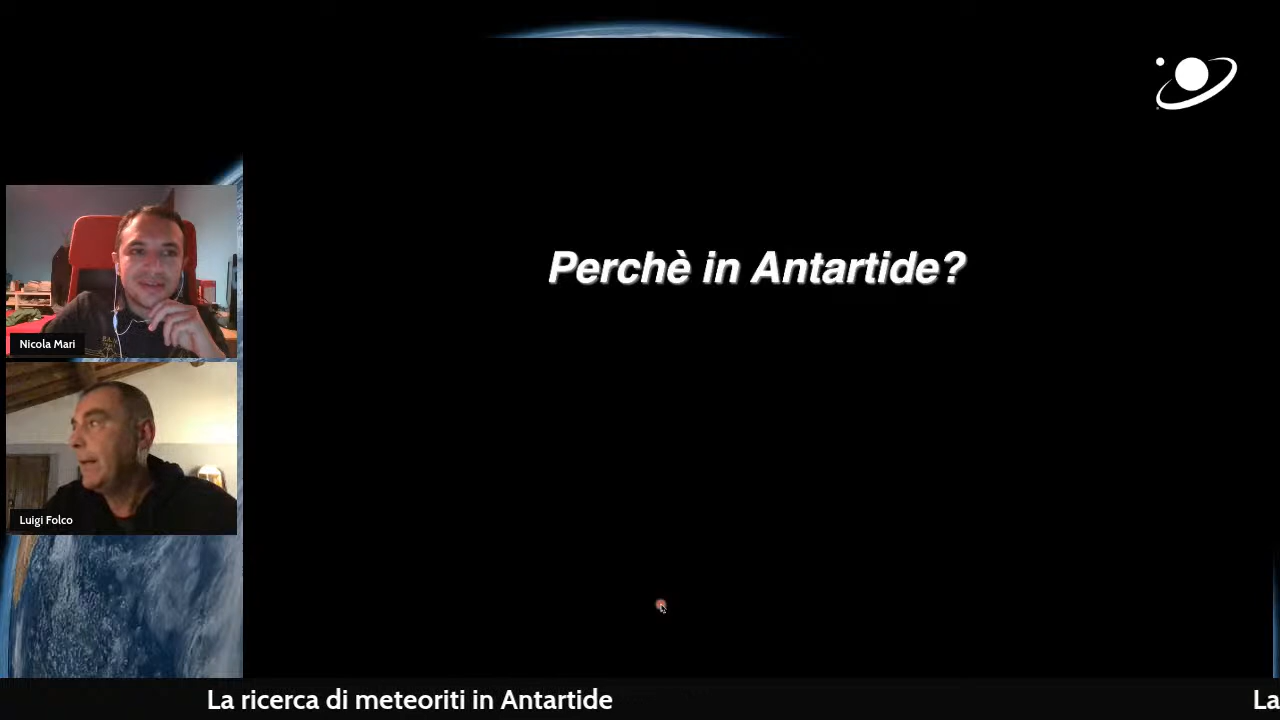 Perchè in Antartide?
Nicola Mari
Luigi Folco
La ricerca di meteoriti in Antartide
La